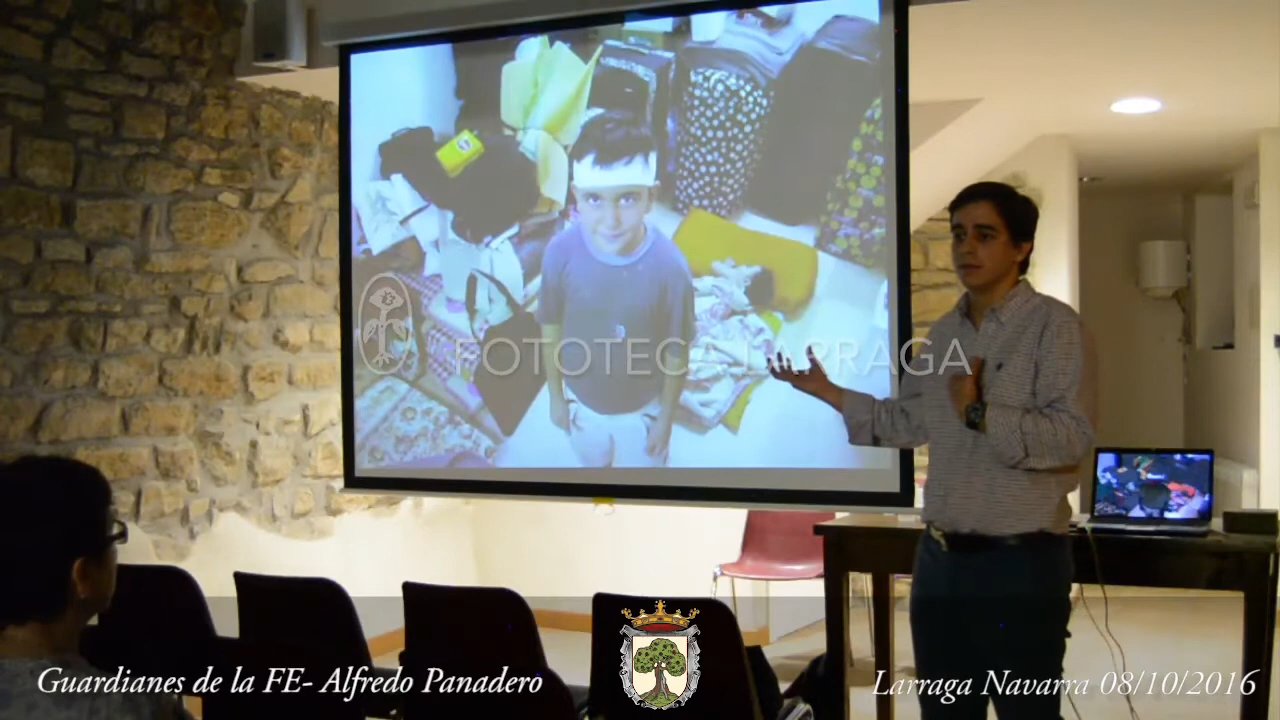 FOTOTECA LARRAGA
Guardianes de la FE- Alfredo Panadero
Larraga Navarra 08/10/2016